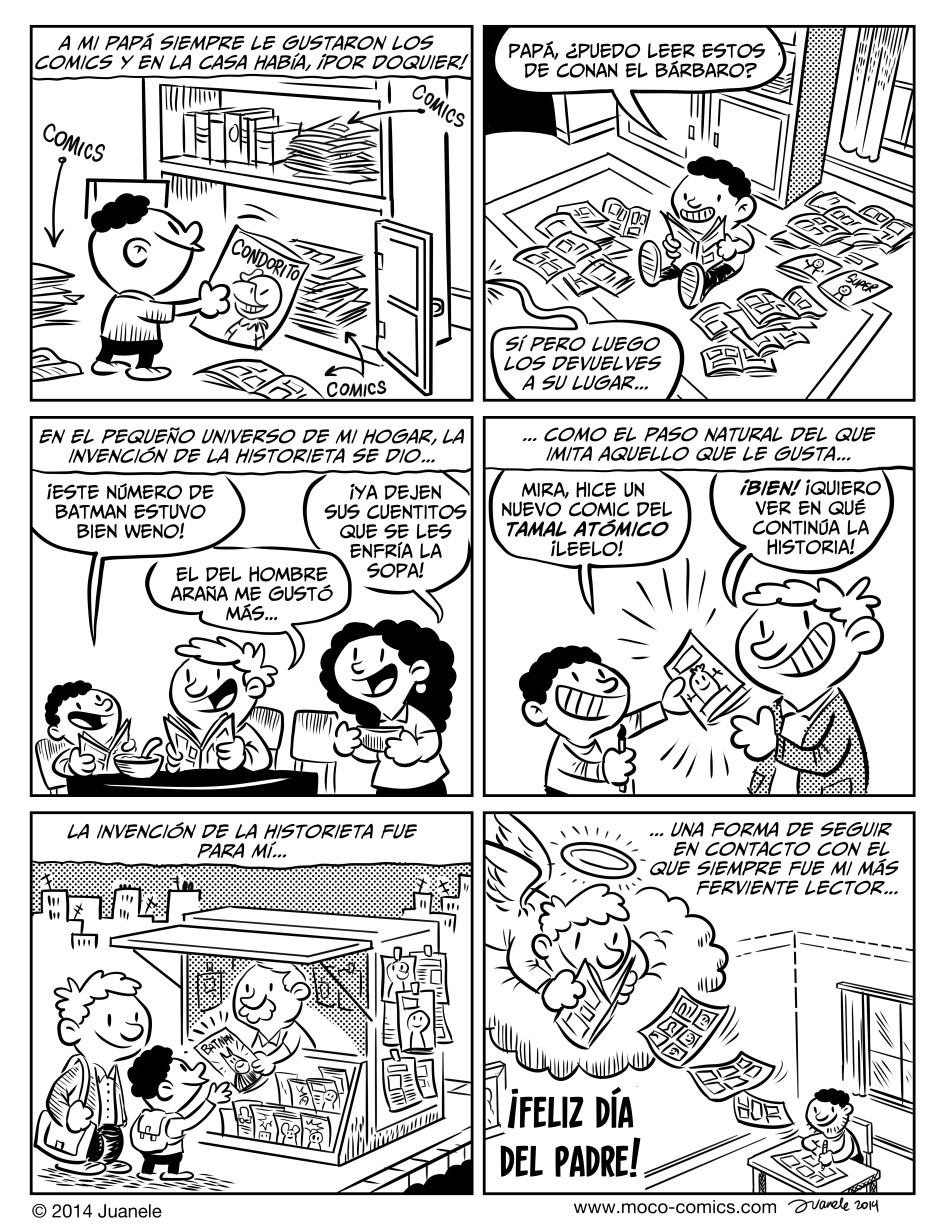 A MI PAPÁ SIEMPRE LE GUSTARON LOS
COMICS Y EN LA CASA HABÍA, ¡POR DOQUIER!
COMICS
COMICS
CONDORITO
COMICS
PAPÁ, ¿PUEDO LEER ESTOS
DE CONAN EL BÁRBARO?
SUPER
SÍ PERO LUEGO
LOS DEVUELVES
A SU LUGAR...
EN EL PEQUEÑO UNIVERSO DE MI HOGAR, LA
INVENCIÓN DE LA HISTORIETA SE DIO...
¡ESTE NÚMERO DE
BATMAN ESTUVO
BIEN WENO!
EL DEL HOMBRE
ARAÑA ME GUSTÓ
MÁS...
¡YA DEJEN
SUS CUENTITOS
QUE SE LES
ENFRÍA LA
SOPA!
... COMO EL PASO NATURAL DEL QUE
IMITA AQUELLO QUE LE GUSTA...
MIRA, HICE UN
NUEVO COMIC DEL
TAMAL ATÓMICO
¡LEELO!
¡BIEN! ¡QUIERO
VER EN QUÉ
CONTINÚA LA
HISTORIA!
LA INVENCIÓN DE LA HISTORIETA FUE
PARA MÍ...
BATMAN
... UNA FORMA DE SEGUIR
EN CONTACTO CON EL
QUE SIEMPRE FUE MI MÁS
FERVIENTE LECTOR...
¡FELIZ DÍA
DEL PADRE!
© 2014 Juanele
www.moco-comics.com
Juanele 2014